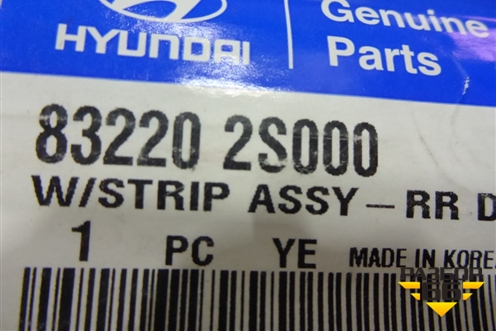 HYUNDAI
Genuine
Parts
83220 2S000
W/STRIP ASSY-RR D
1 PC YE MADE IN KORE